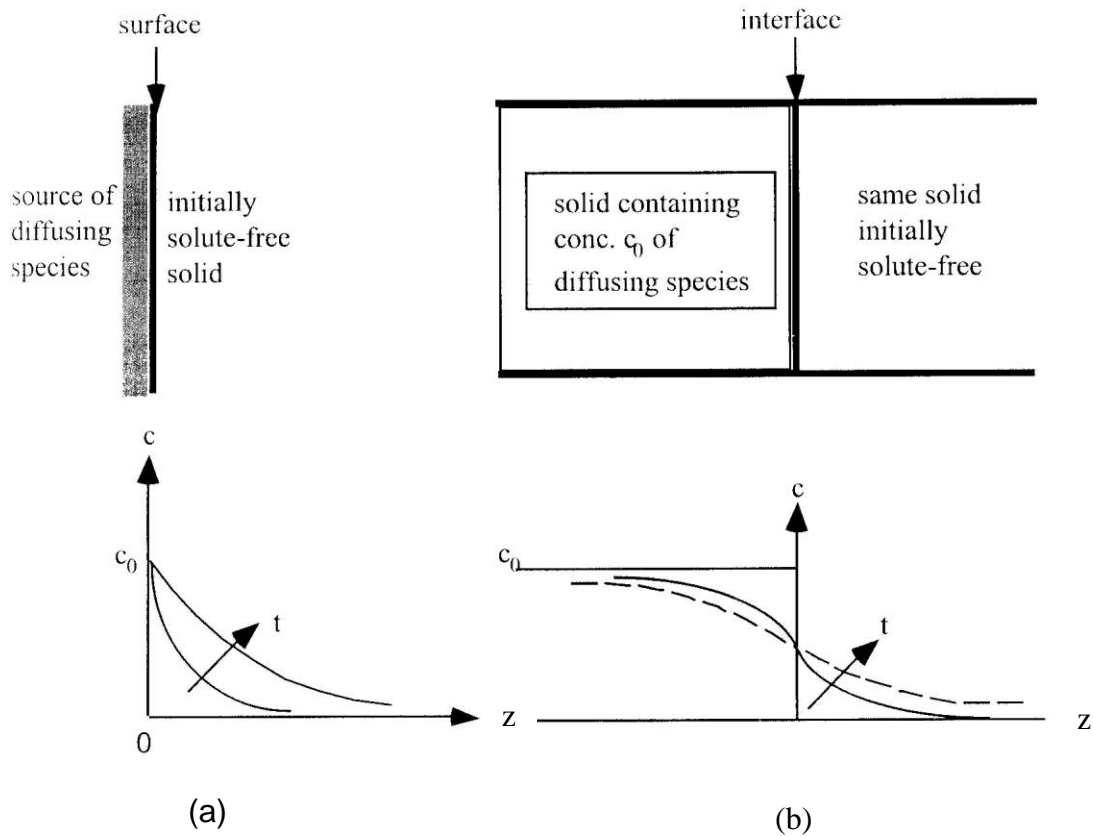 surface
source of
diffusing
species
initially
solute-free
solid
c
c₀
t
z
0
(a)
interface
solid containing
conc. c₀ of
diffusing species
same solid
initially
solute-free
c
c₀
t
z
(b)